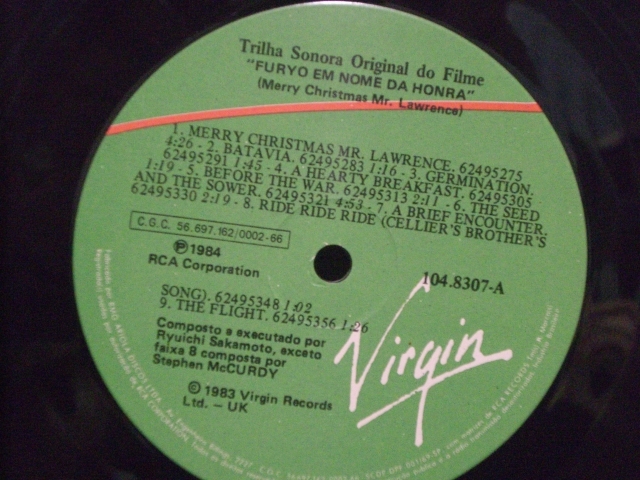 Trilha Sonora Original do Filme
"FURYO EM NOME DA HONRA"
(Merry Christmas Mr. Lawrence)
1. MERRY CHRISTMAS MR. LAWRENCE. 62495275
4:26 - 2. BATAVIA. 62495283 1:16 - 3. GERMINATION.
62495291 1:45 - 4. A HEARTY BREAKFAST. 62495305
1:19 - 5. BEFORE THE WAR. 62495313 2:11 - 6. THE SEED
AND THE SOWER. 62495321 4:53 - 7. A BRIEF ENCOUNTER.
62495330 2:19 - 8. RIDE RIDE RIDE (CELLIER'S BROTHER'S
C.G.C. 56.697.162/0002-66
℗ 1984
RCA Corporation
104.8307-A
SONG). 62495348 1:02
9. THE FLIGHT. 62495356 1:26
Composto e executado por
Ryuichi Sakamoto, exceto
faixa 8 composta por
Stephen McCURDY
© 1983 Virgin Records
Ltd. - UK
Virgin